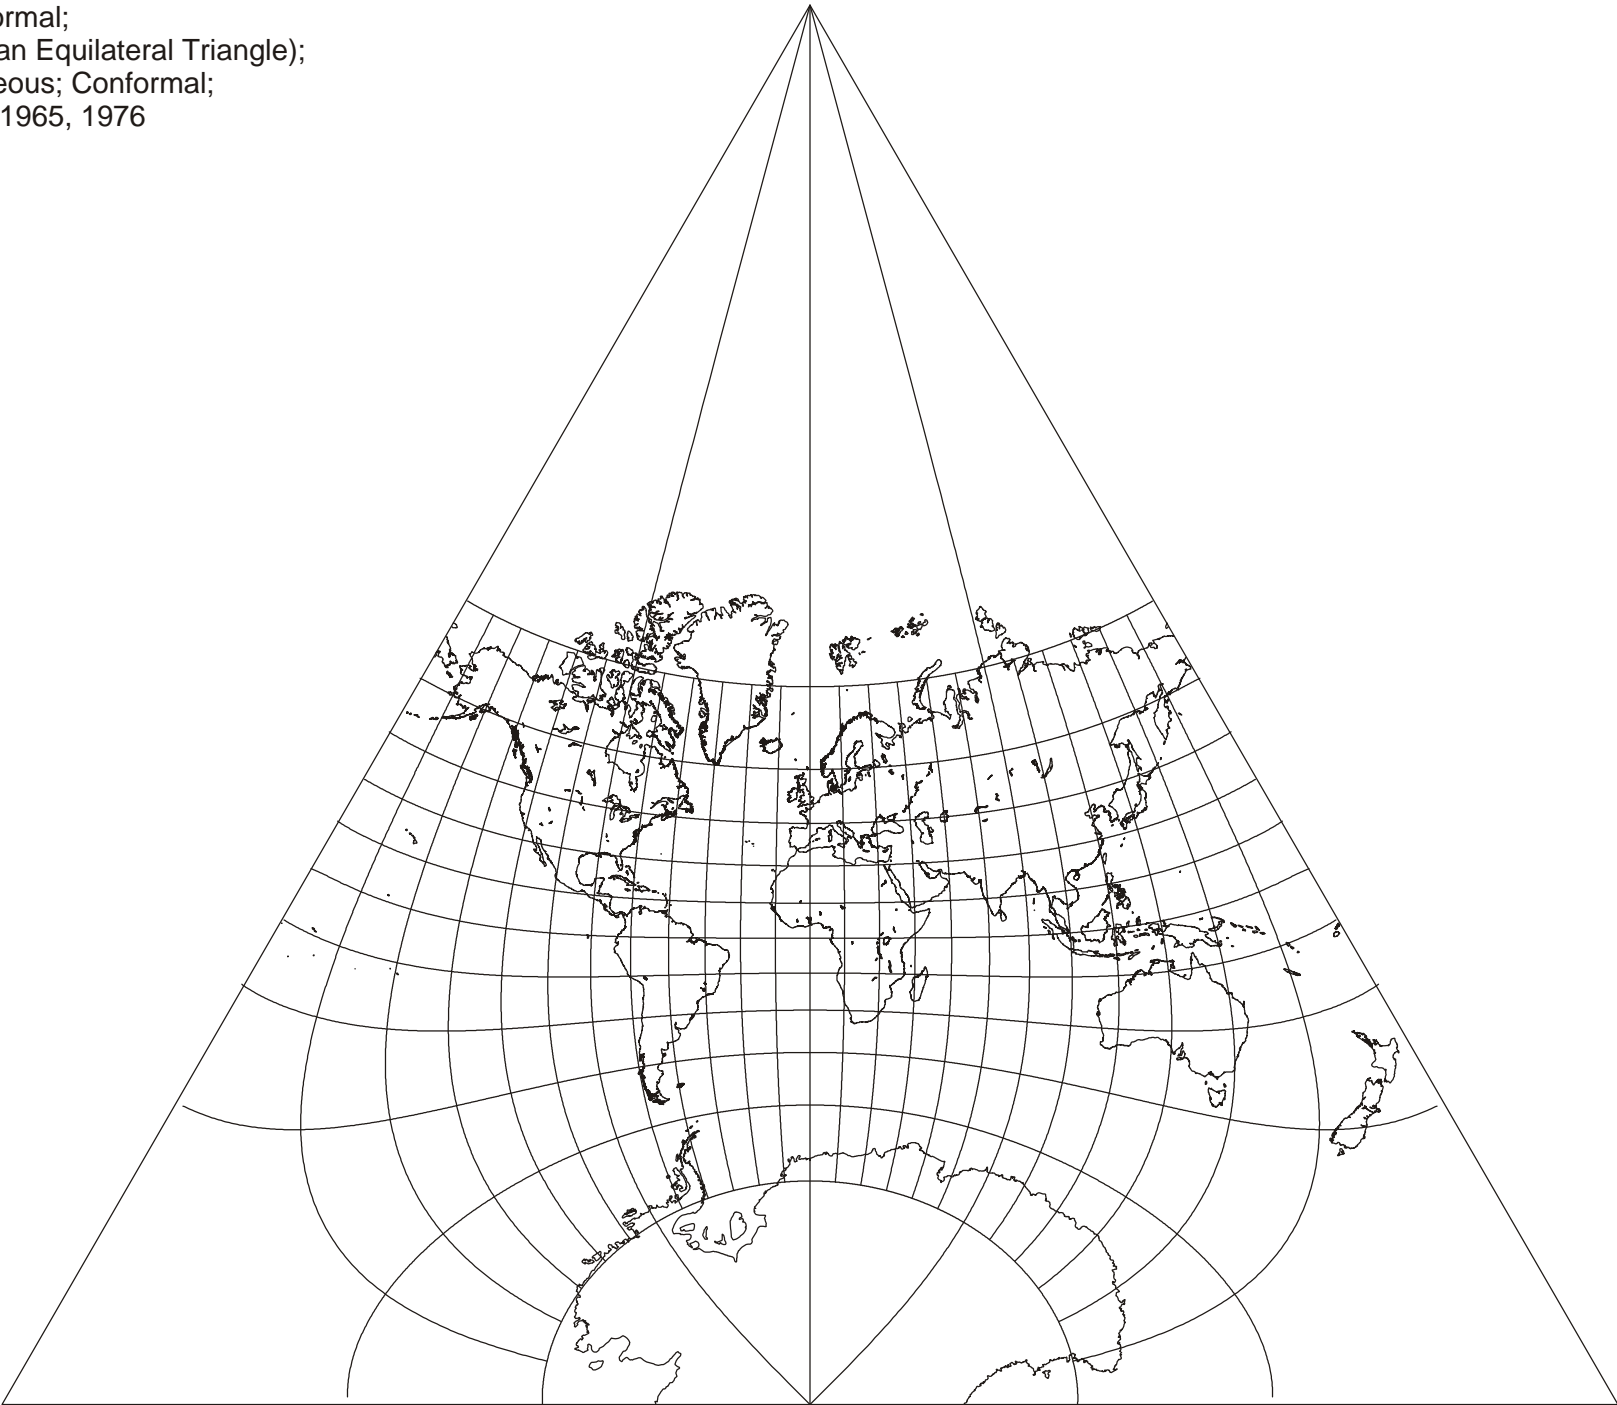 ormal;
an Equilateral Triangle);
eous; Conformal;
1965, 1976